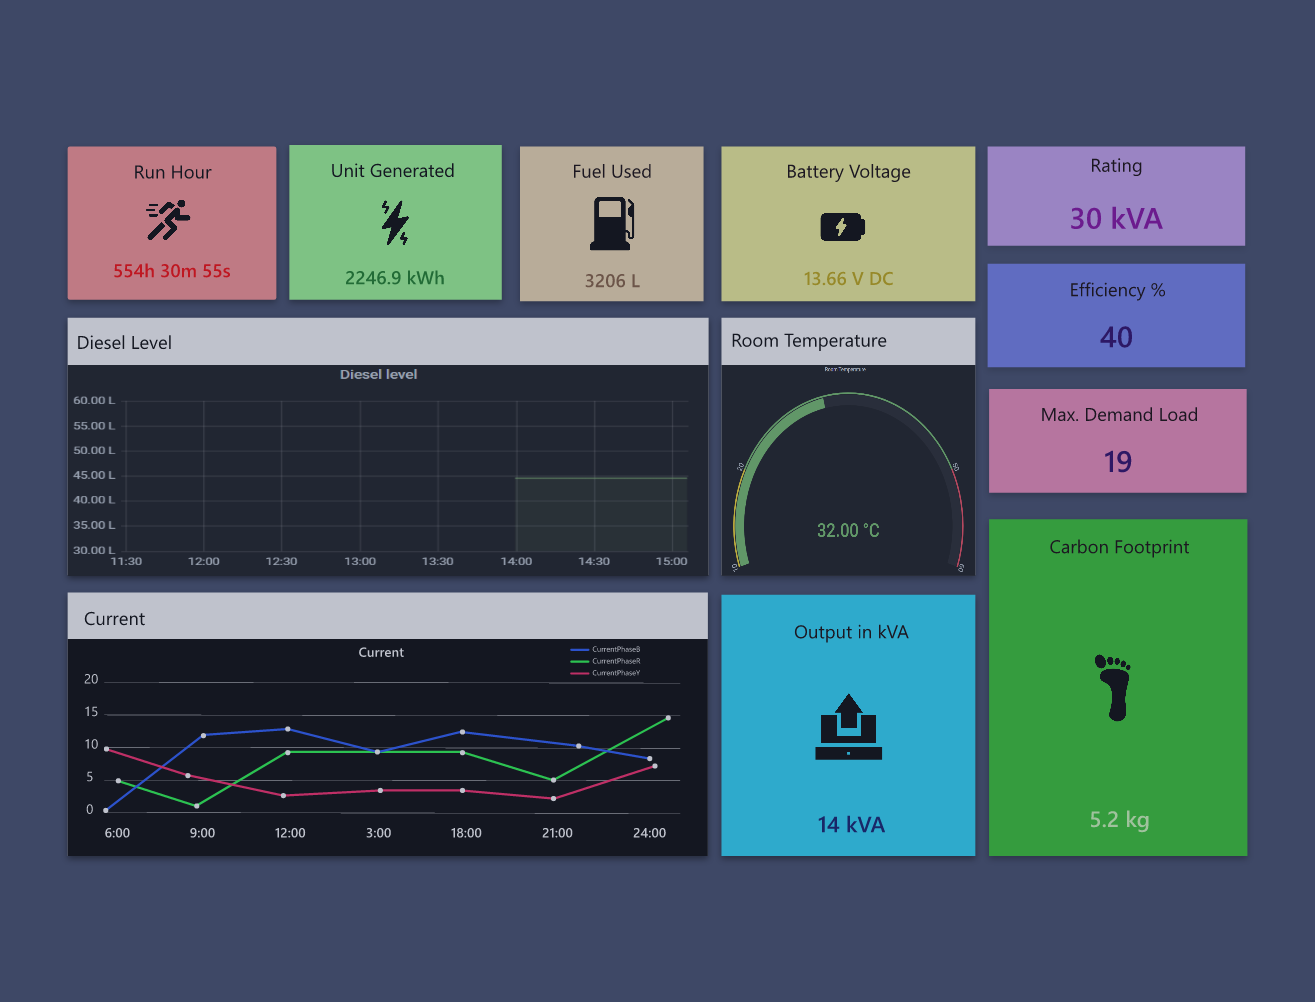 Run Hour
554h 30m 55s
Unit Generated
2246.9 kWh
Fuel Used
3206 L
Battery Voltage
13.66 V DC
Rating
30 kVA
Efficiency %
40
Max. Demand Load
19
Diesel Level
Diesel level
60.00 L
55.00 L
50.00 L
45.00 L
40.00 L
35.00 L
30.00 L
11:30 12:00 12:30 13:00 13:30 14:00 14:30 15:00
Room Temperature
Room Temperature
20
50
32.00 °C
10
60
Carbon Footprint
5.2 kg
Current
Current
CurrentPhaseB
CurrentPhaseR
CurrentPhaseY
20
15
10
5
0
6:00 9:00 12:00 3:00 18:00 21:00 24:00
Output in kVA
14 kVA